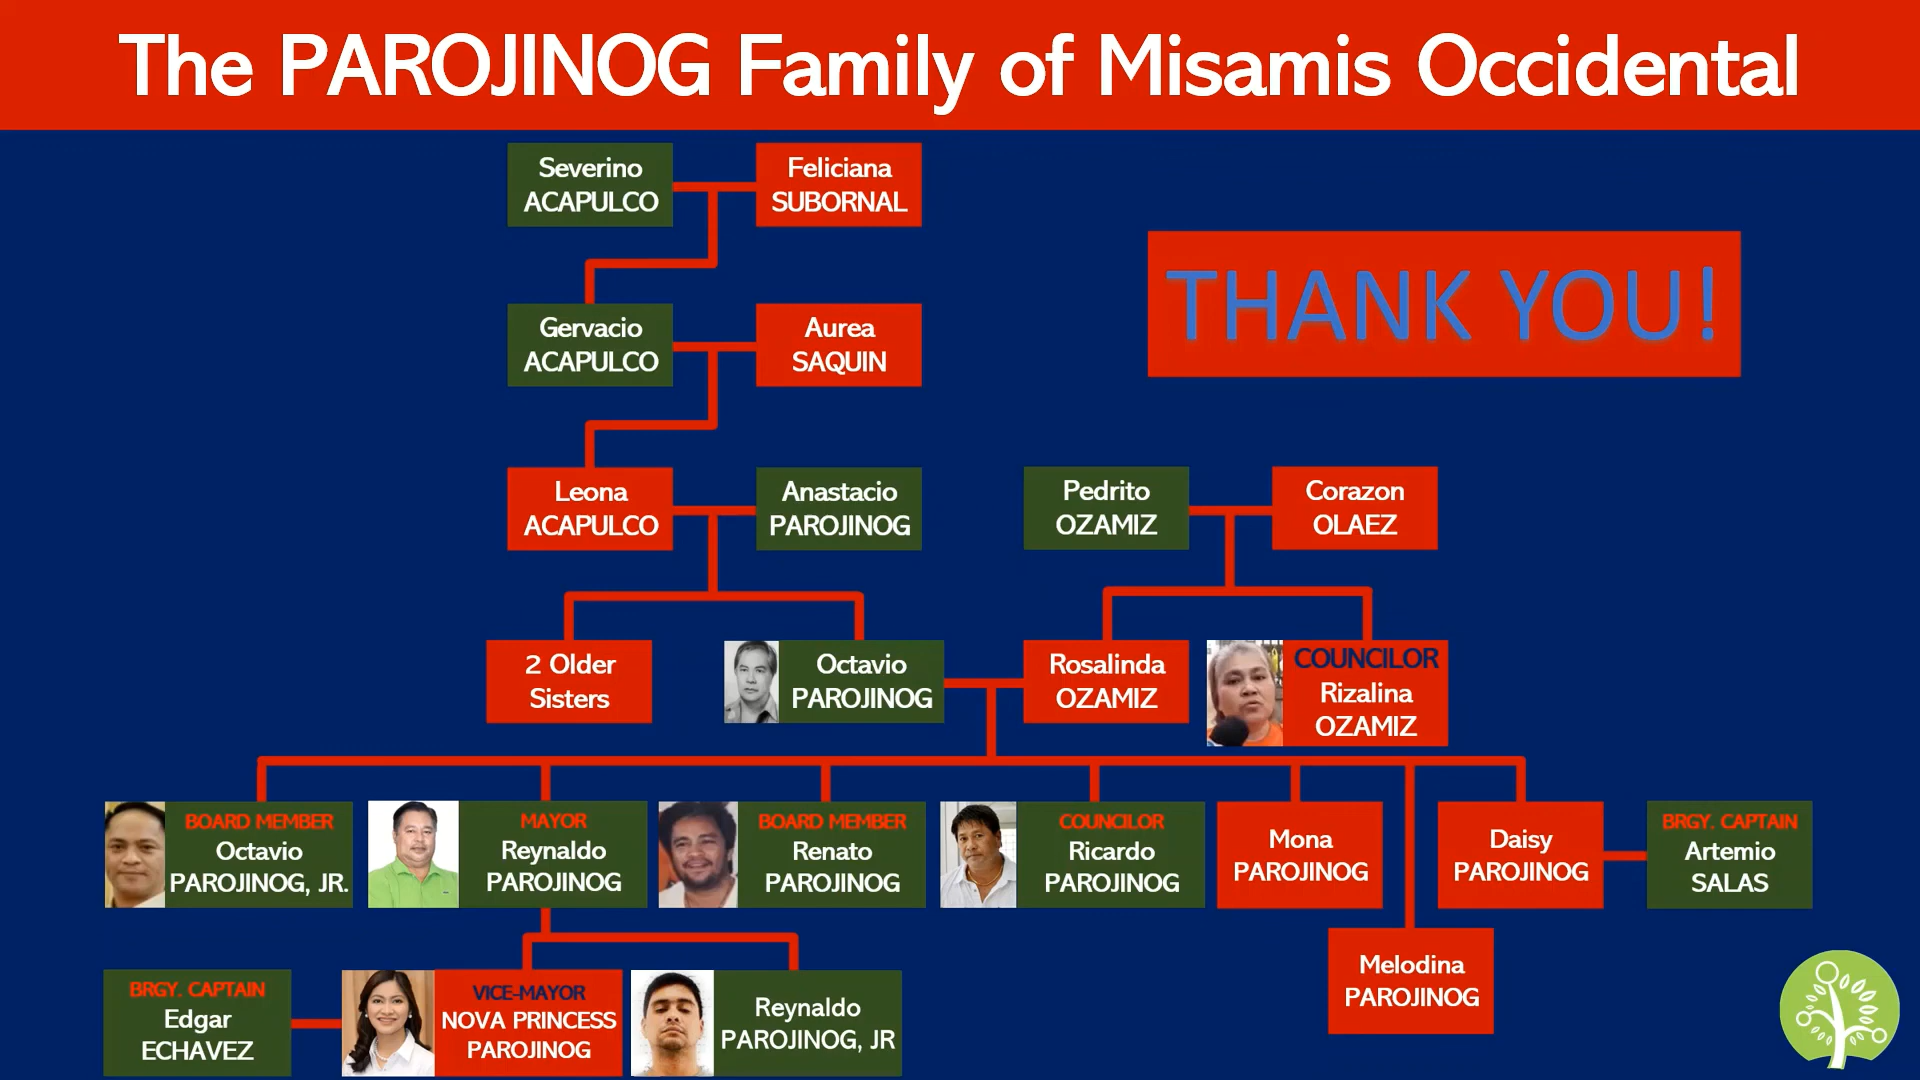 The PAROJINOG Family of Misamis Occidental
Severino
ACAPULCO
Feliciana
SUBORNAL
THANK YOU!
Gervacio
ACAPULCO
Aurea
SAQUIN
Leona
ACAPULCO
Anastacio
PAROJINOG
Pedrito
OZAMIZ
Corazon
OLAEZ
2 Older
Sisters
Octavio
PAROJINOG
Rosalinda
OZAMIZ
COUNCILOR
Rizalina
OZAMIZ
BOARD MEMBER
Octavio
PAROJINOG, JR.
MAYOR
Reynaldo
PAROJINOG
BOARD MEMBER
Renato
PAROJINOG
COUNCILOR
Ricardo
PAROJINOG
Mona
PAROJINOG
Daisy
PAROJINOG
BRGY. CAPTAIN
Artemio
SALAS
Melodina
PAROJINOG
BRGY. CAPTAIN
Edgar
ECHAVEZ
VICE-MAYOR
NOVA PRINCESS
PAROJINOG
Reynaldo
PAROJINOG, JR